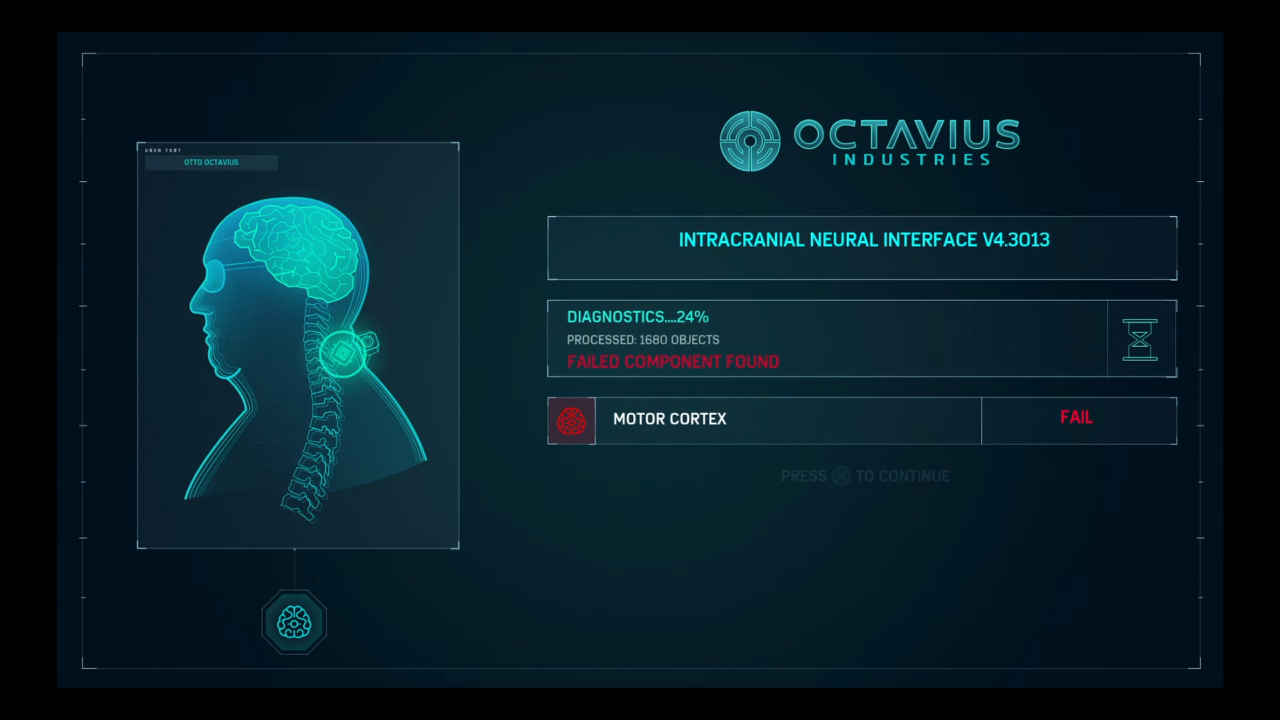 USER TEST
OTTO OCTAVIUS
OCTAVIUS
INDUSTRIES
INTRACRANIAL NEURAL INTERFACE V4.3013
DIAGNOSTICS....24%
PROCESSED: 1680 OBJECTS
FAILED COMPONENT FOUND
MOTOR CORTEX
FAIL
PRESS TO CONTINUE